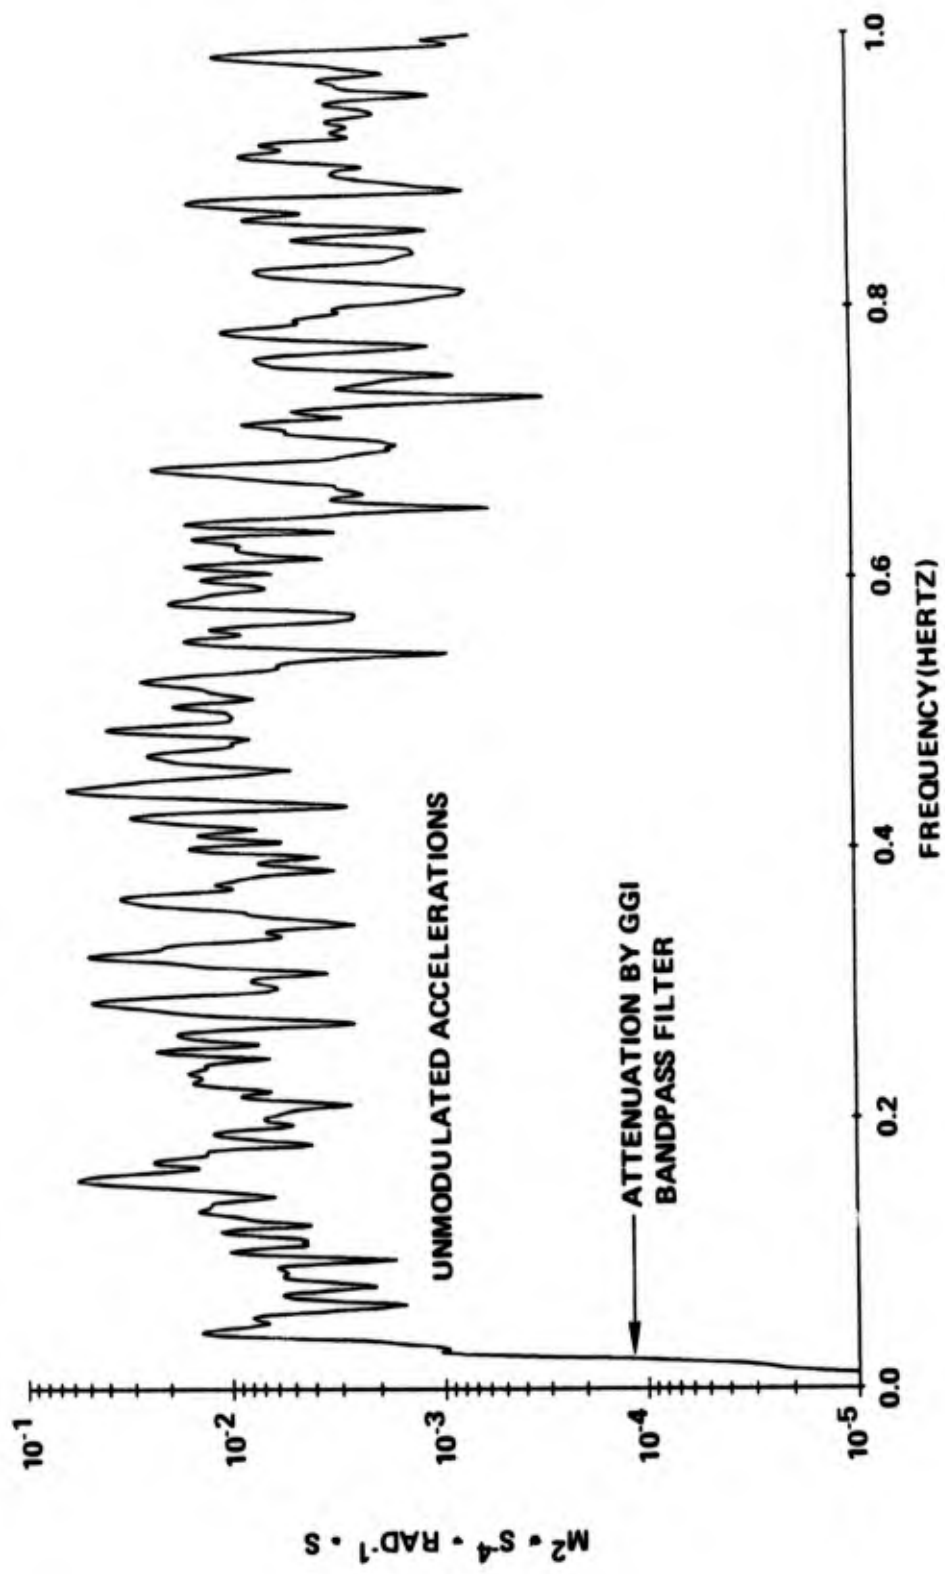 M² • S⁻⁴ • RAD⁻¹ • S
10⁻¹
10⁻²
10⁻³
10⁻⁴
10⁻⁵
UNMODULATED ACCELERATIONS
ATTENUATION BY GGI
BANDPASS FILTER
0.0
0.2
0.4
0.6
0.8
1.0
FREQUENCY(HERTZ)